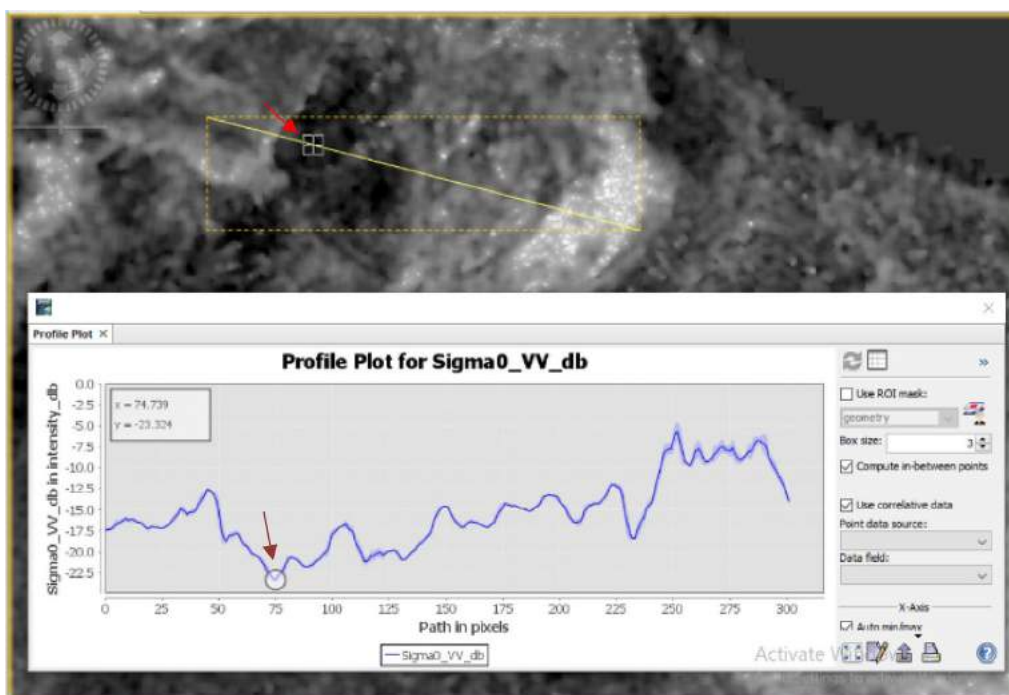 Profile Plot
Profile Plot for Sigma0_VV_db
Sigma0_VV_db in intensity_db
0.0
-2.5
-5.0
-7.5
-10.0
-12.5
-15.0
-17.5
-20.0
-22.5
x = 74.739
y = -23.324
0 25 50 75 100 125 150 175 200 225 250 275 300
Path in pixels
Sigma0_VV_db
»
Use ROI mask:
geometry
Box size: 3
Compute in-between points
Use correlative data
Point data source:
Data field:
X-Axis
Auto min/max
Activate